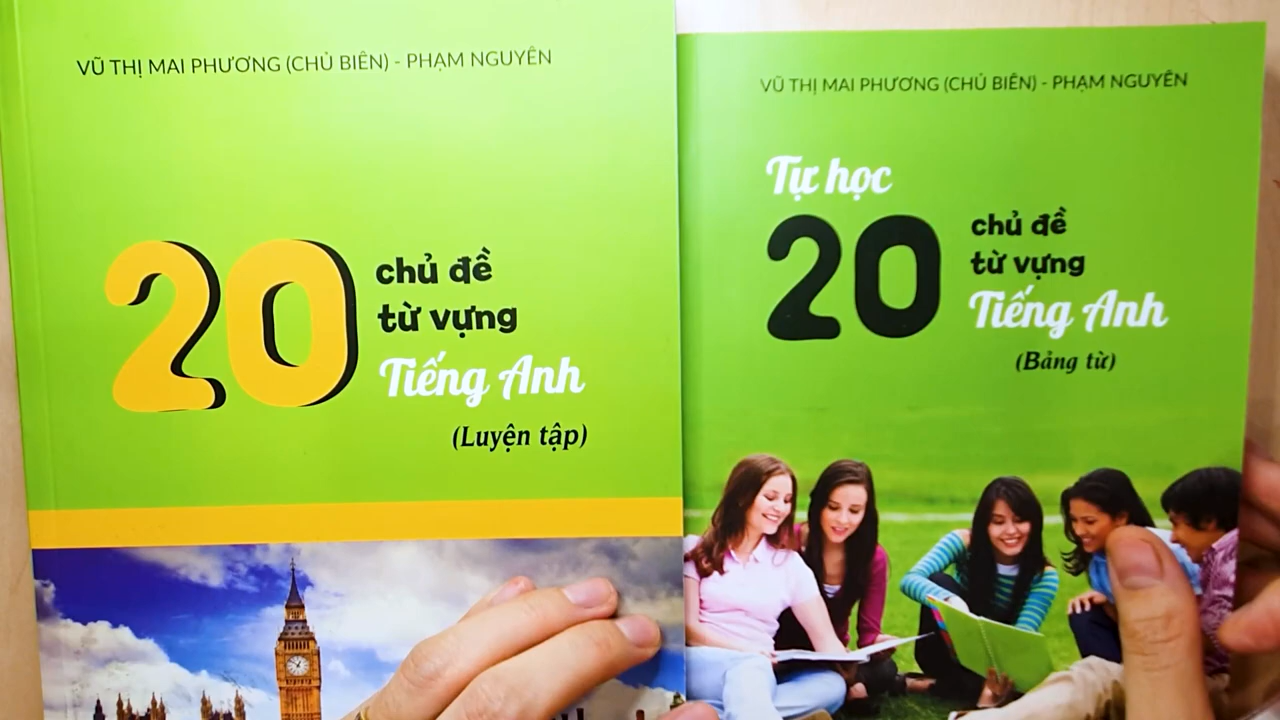 VŨ THỊ MAI PHƯƠNG (CHỦ BIÊN) - PHẠM NGUYÊN
20
chủ đề
từ vựng
Tiếng Anh
(Luyện tập)
VŨ THỊ MAI PHƯƠNG (CHỦ BIÊN) - PHẠM NGUYÊN
Tự học
20
chủ đề
từ vựng
Tiếng Anh
(Bảng từ)